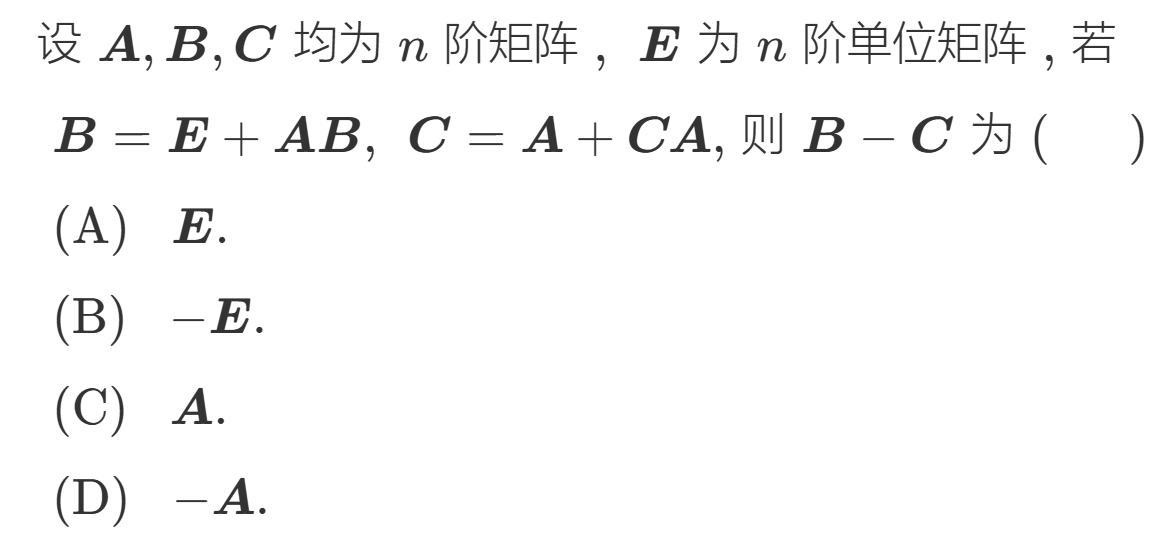 设 A, B, C 均为 n 阶矩阵 , E 为 n 阶单位矩阵 , 若
B = E + AB, C = A + CA, 则 B − C 为 ( )
(A) E.
(B) −E.
(C) A.
(D) −A.